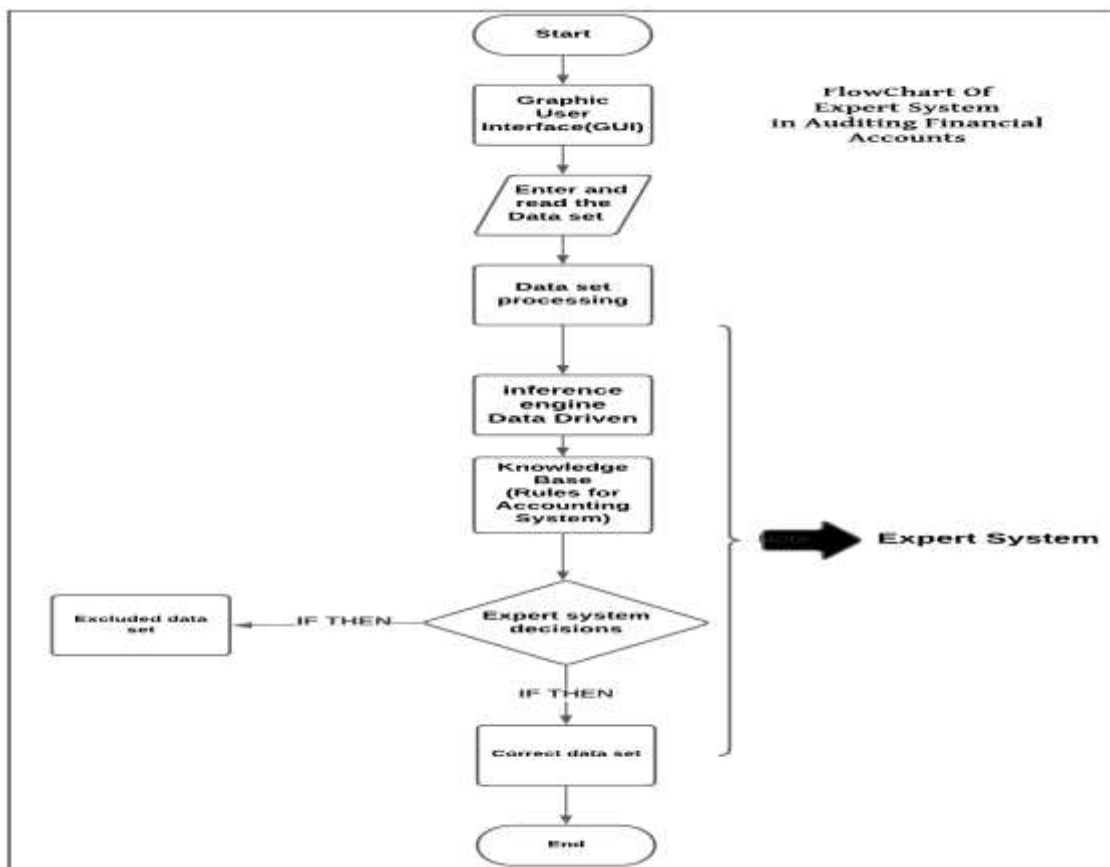 Start
FlowChart Of
Expert System
in Auditing Financial
Accounts
Graphic
User
Interface(GUI)
Enter and
read the
Data set
Data set
processing
Inference
engine
Data Driven
Knowledge
Base
(Rules for
Accounting
System)
Expert System
Expert system
decisions
IF THEN
Excluded data
set
IF THEN
Correct data set
End